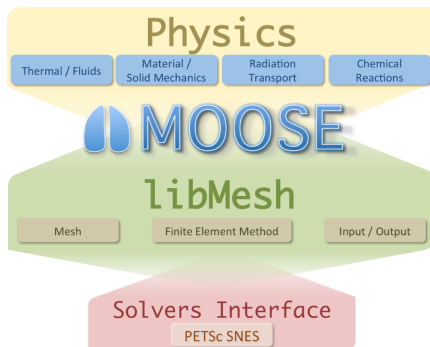 Physics
Thermal / Fluids
Material /
Solid Mechanics
Radiation
Transport
Chemical
Reactions
MOOSE
libMesh
Mesh
Finite Element Method
Input / Output
Solvers Interface
PETSc SNES